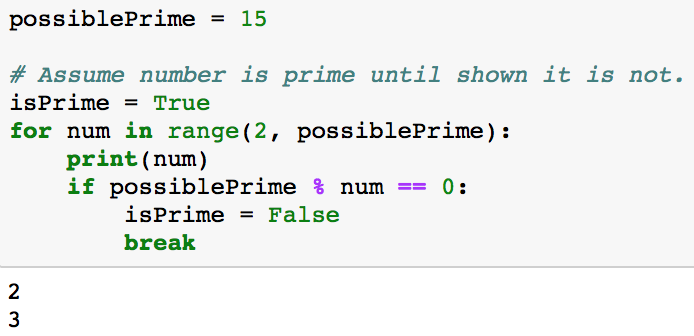 possiblePrime = 15
# Assume number is prime until shown it is not.
isPrime = True
for num in range(2, possiblePrime):
    print(num)
    if possiblePrime % num == 0:
        isPrime = False
        break
2
3